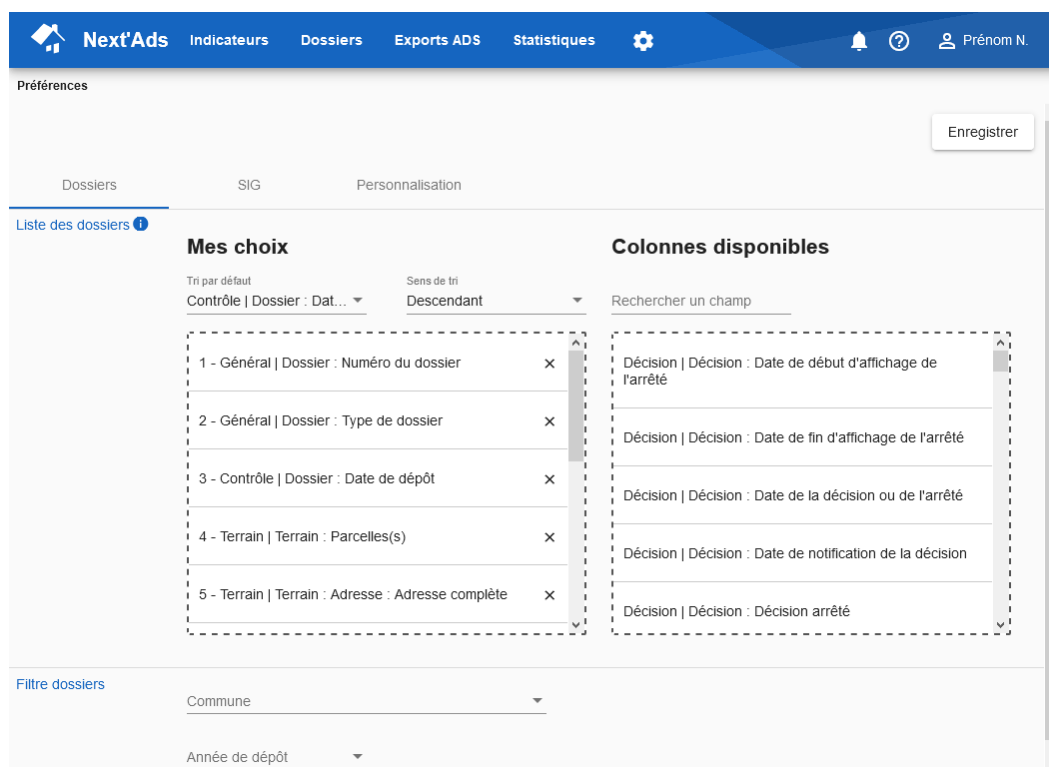 Next'Ads Indicateurs Dossiers Exports ADS Statistiques Prénom N.
Préférences
Enregistrer
Dossiers SIG Personnalisation
Liste des dossiers
Mes choix
Tri par défaut Sens de tri
Contrôle | Dossier : Dat... Descendant
1 - Général | Dossier : Numéro du dossier
2 - Général | Dossier : Type de dossier
3 - Contrôle | Dossier : Date de dépôt
4 - Terrain | Terrain : Parcelles(s)
5 - Terrain | Terrain : Adresse : Adresse complète
Colonnes disponibles
Rechercher un champ
Décision | Décision : Date de début d'affichage de
l'arrêté
Décision | Décision : Date de fin d'affichage de l'arrêté
Décision | Décision : Date de la décision ou de l'arrêté
Décision | Décision : Date de notification de la décision
Décision | Décision : Décision arrêté
Filtre dossiers
Commune
Année de dépôt